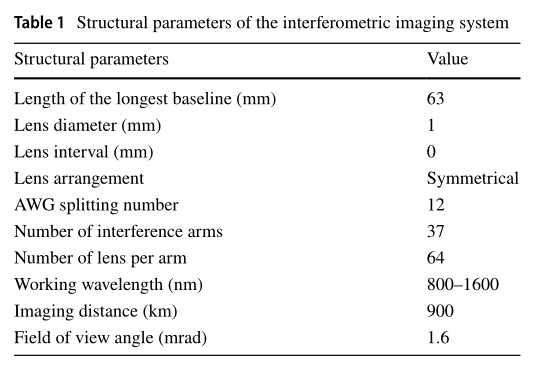 Table 1 Structural parameters of the interferometric imaging system
Structural parameters Value
Length of the longest baseline (mm) 63
Lens diameter (mm) 1
Lens interval (mm) 0
Lens arrangement Symmetrical
AWG splitting number 12
Number of interference arms 37
Number of lens per arm 64
Working wavelength (nm) 800–1600
Imaging distance (km) 900
Field of view angle (mrad) 1.6